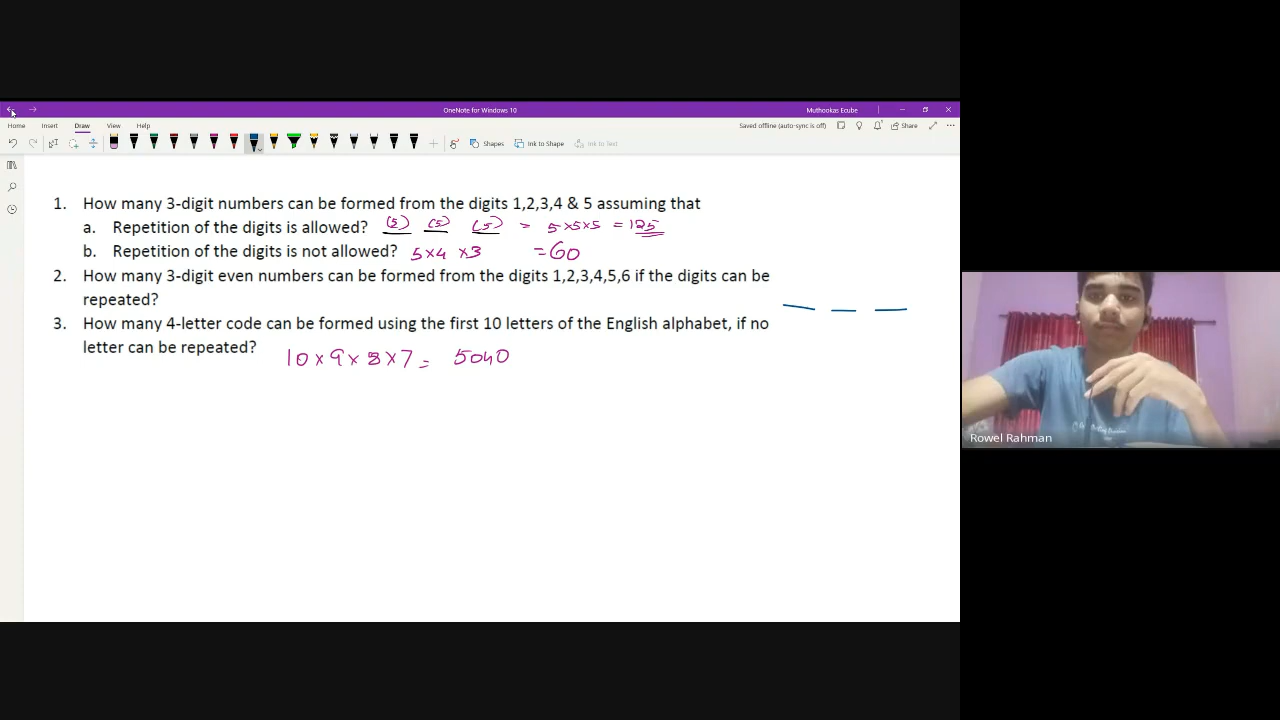 OneNote for Windows 10
Muthookas Ecube
Home Insert Draw View Help
Saved offline (auto-sync is off)
Share
Shapes
Ink to Shape
Ink to Text
1. How many 3-digit numbers can be formed from the digits 1,2,3,4 & 5 assuming that
a. Repetition of the digits is allowed? (5) (5) (5) = 5×5×5 = 125
b. Repetition of the digits is not allowed? 5×4 ×3 =60
2. How many 3-digit even numbers can be formed from the digits 1,2,3,4,5,6 if the digits can be
repeated?
3. How many 4-letter code can be formed using the first 10 letters of the English alphabet, if no
letter can be repeated? 10×9×8×7= 5040
Rowel Rahman